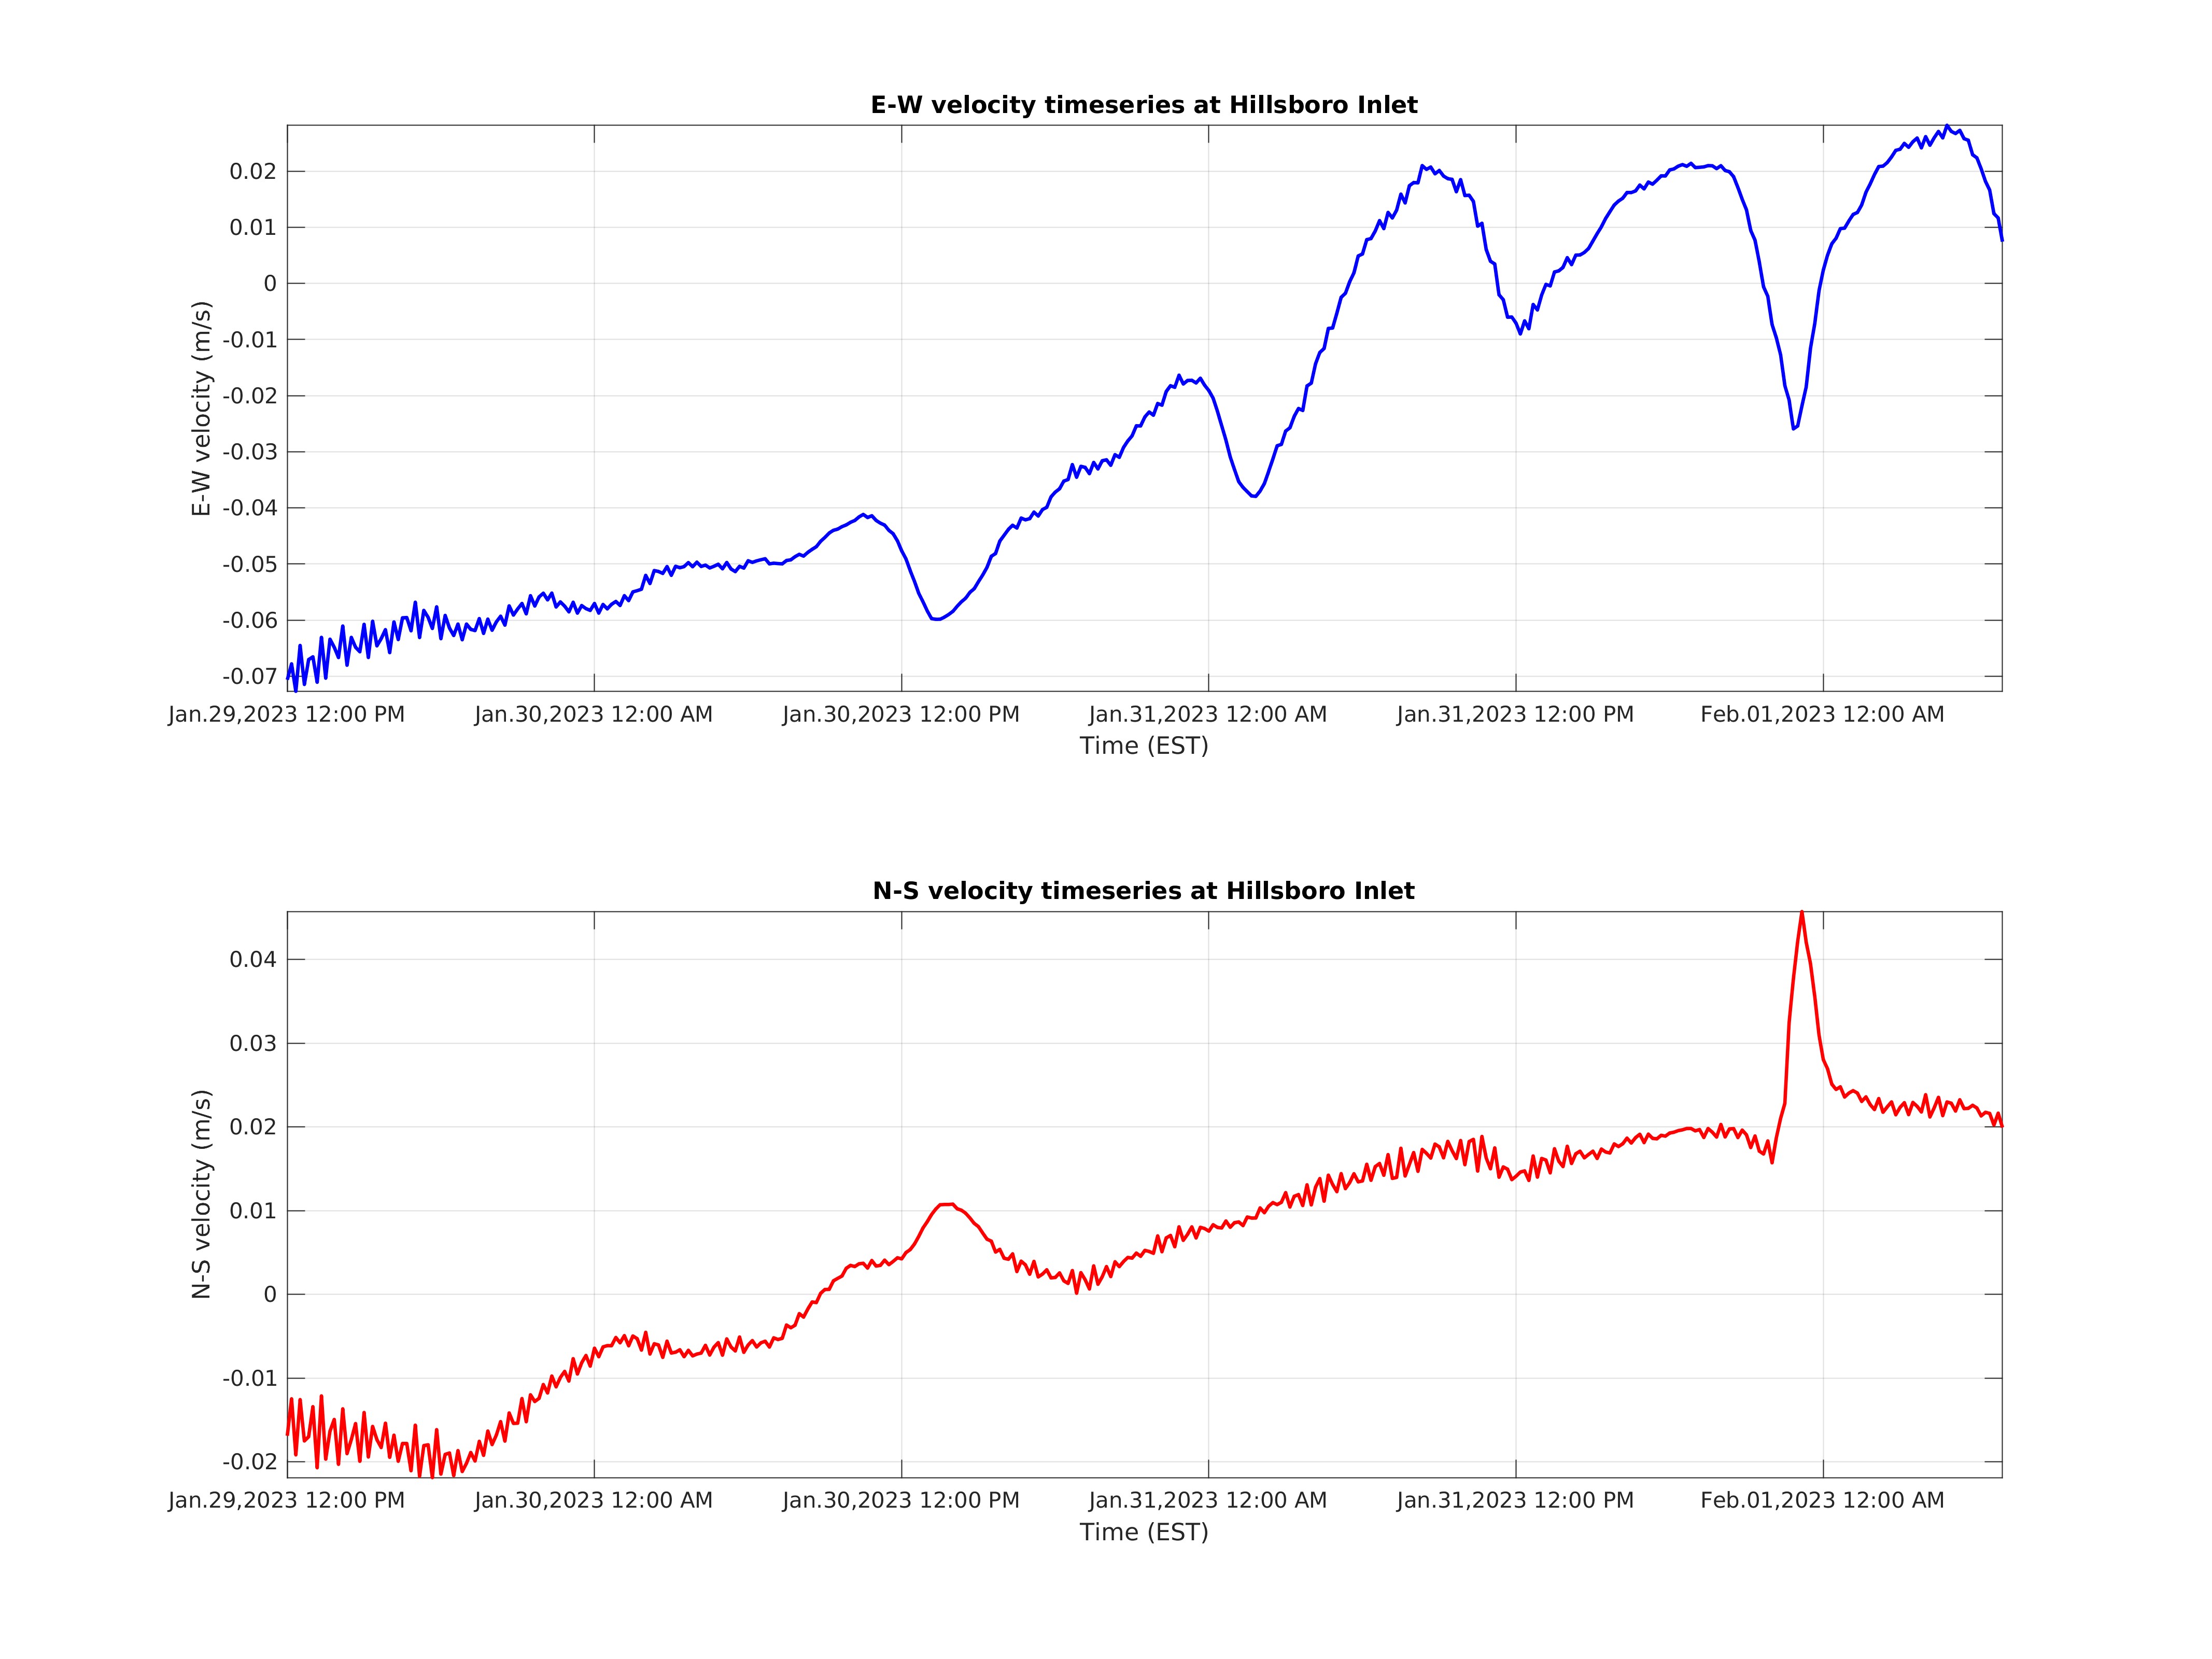 E-W velocity timeseries at Hillsboro Inlet
E-W velocity (m/s)
0.02
0.01
0
-0.01
-0.02
-0.03
-0.04
-0.05
-0.06
-0.07
Jan.29,2023 12:00 PM Jan.30,2023 12:00 AM Jan.30,2023 12:00 PM Jan.31,2023 12:00 AM Jan.31,2023 12:00 PM Feb.01,2023 12:00 AM
Time (EST)
N-S velocity timeseries at Hillsboro Inlet
N-S velocity (m/s)
0.04
0.03
0.02
0.01
0
-0.01
-0.02
Jan.29,2023 12:00 PM Jan.30,2023 12:00 AM Jan.30,2023 12:00 PM Jan.31,2023 12:00 AM Jan.31,2023 12:00 PM Feb.01,2023 12:00 AM
Time (EST)